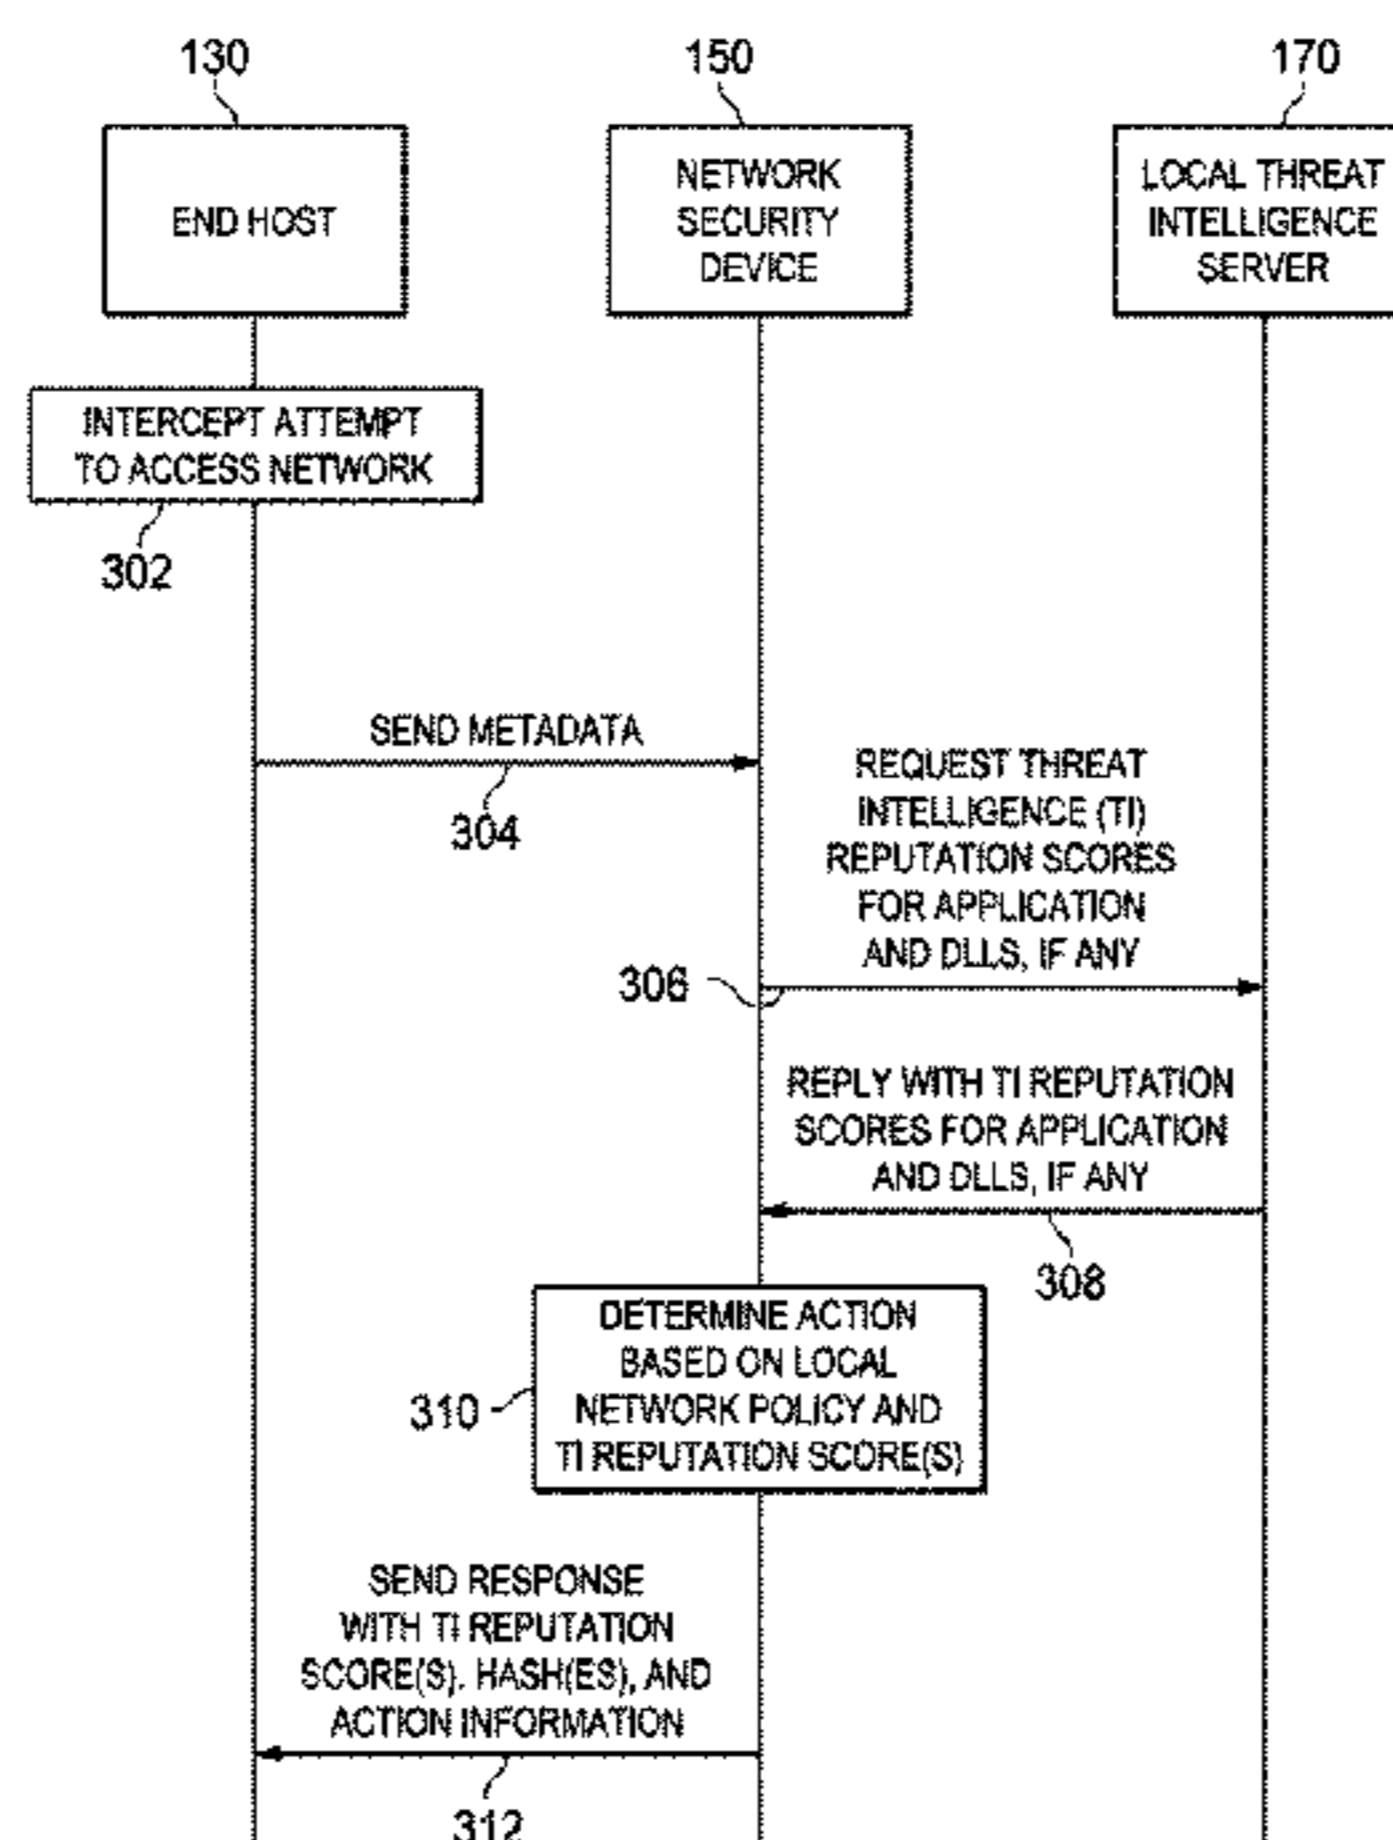 130
150
170
END HOST
NETWORK
SECURITY
DEVICE
LOCAL THREAT
INTELLIGENCE
SERVER
INTERCEPT ATTEMPT
TO ACCESS NETWORK
302
SEND METADATA
304
REQUEST THREAT
INTELLIGENCE (TI)
REPUTATION SCORES
FOR APPLICATION
AND DLLS, IF ANY
306
REPLY WITH TI REPUTATION
SCORES FOR APPLICATION
AND DLLS, IF ANY
308
DETERMINE ACTION
BASED ON LOCAL
NETWORK POLICY AND
TI REPUTATION SCORE(S)
310
SEND RESPONSE
WITH TI REPUTATION
SCORE(S), HASH(ES), AND
ACTION INFORMATION
312